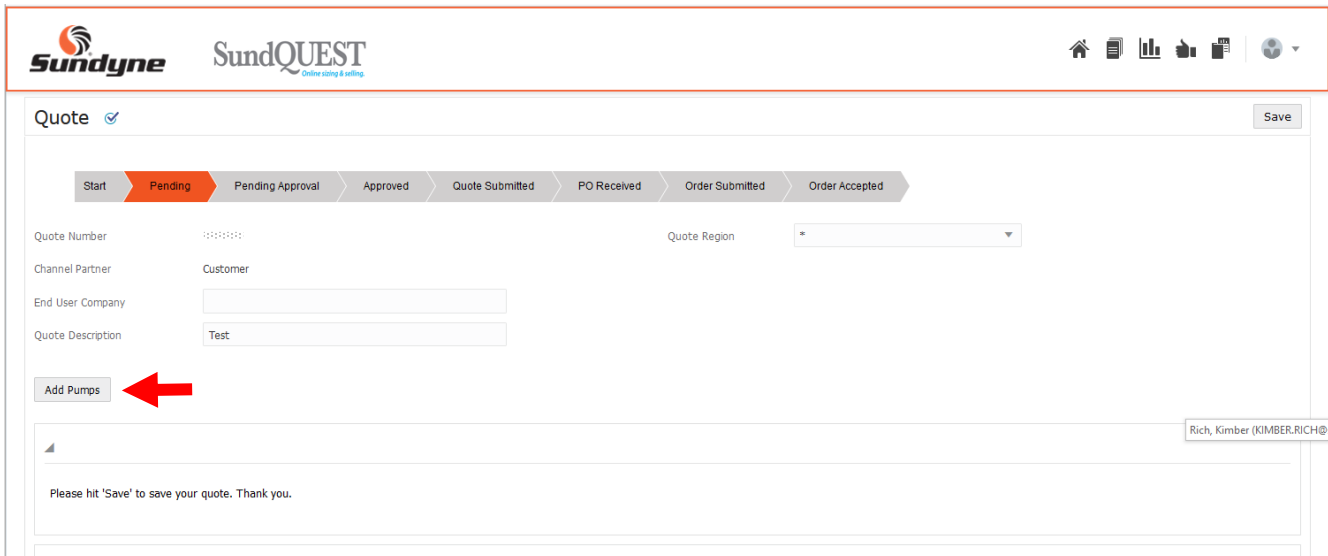 Sundyne
SundQUEST
Online sizing & selling.
Quote
Save
Start
Pending
Pending Approval
Approved
Quote Submitted
PO Received
Order Submitted
Order Accepted
Quote Number
Quote Region
*
Channel Partner
Customer
End User Company
Quote Description
Test
Add Pumps
Rich, Kimber (KIMBER.RICH@
Please hit 'Save' to save your quote. Thank you.